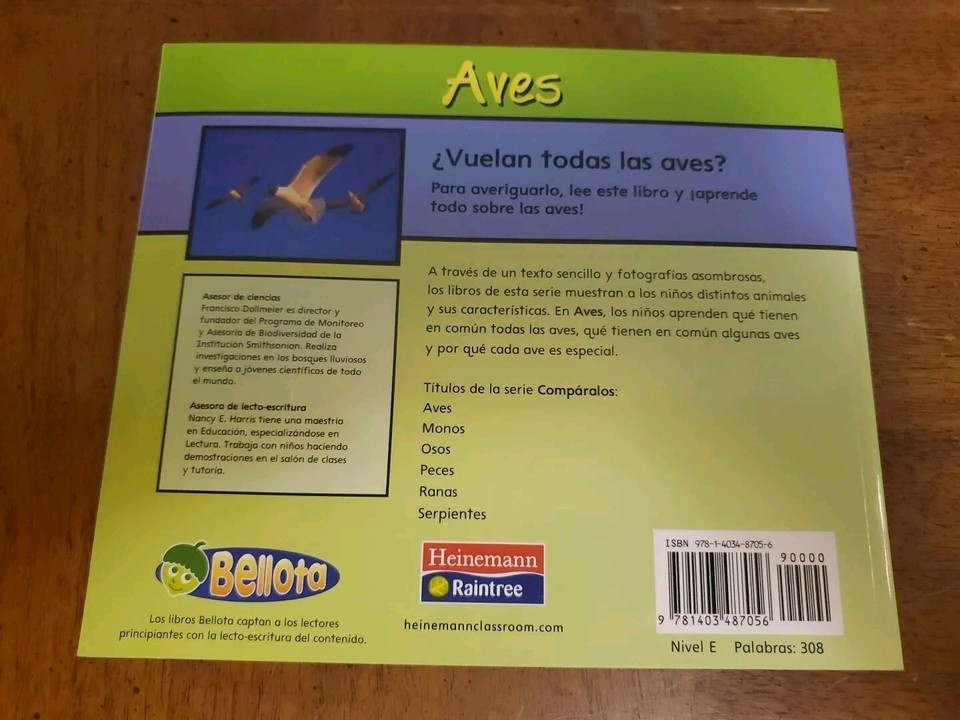 Aves
¿Vuelan todas las aves?
Para averiguarlo, lee este libro y ¡aprende
todo sobre las aves!
A través de un texto sencillo y fotografías asombrosas,
los libros de esta serie muestran a los niños distintos animales
y sus características. En Aves, los niños aprenden qué tienen
en común todas las aves, qué tienen en común algunas aves
y por qué cada ave es especial.
Asesor de ciencias
Francisco Dallmeier es director y
fundador del Programa de Monitoreo
y Asesoría de Biodiversidad de la
Institución Smithsonian. Realiza
investigaciones en los bosques lluviosos
y enseña a jóvenes científicos de todo
el mundo.
Asesora de lecto-escritura
Nancy E. Harris tiene una maestría
en Educación, especializándose en
Lectura. Trabaja con niños haciendo
demostraciones en el salón de clases
y tutoría.
Títulos de la serie Compáralos:
Aves
Monos
Osos
Peces
Ranas
Serpientes
Bellota
Los libros Bellota captan a los lectores
principiantes con la lecto-escritura del contenido.
Heinemann
Raintree
heinemannclassroom.com
ISBN 978-1-4034-8705-6
90000
9 781403 487056
Nivel E Palabras: 308